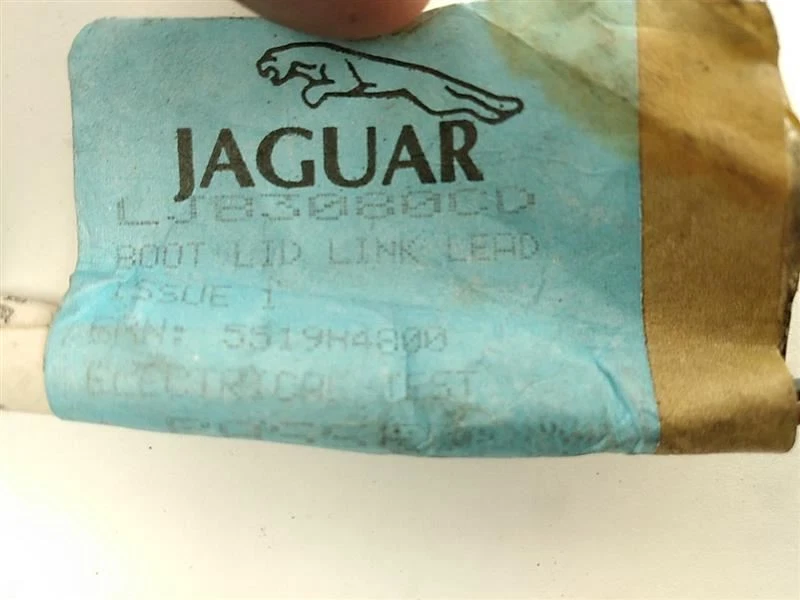 JAGUAR
LJB3080CD
BOOT LID LINK LEAD
ISSUE 1
5519H4800
ELECTRICAL TEST